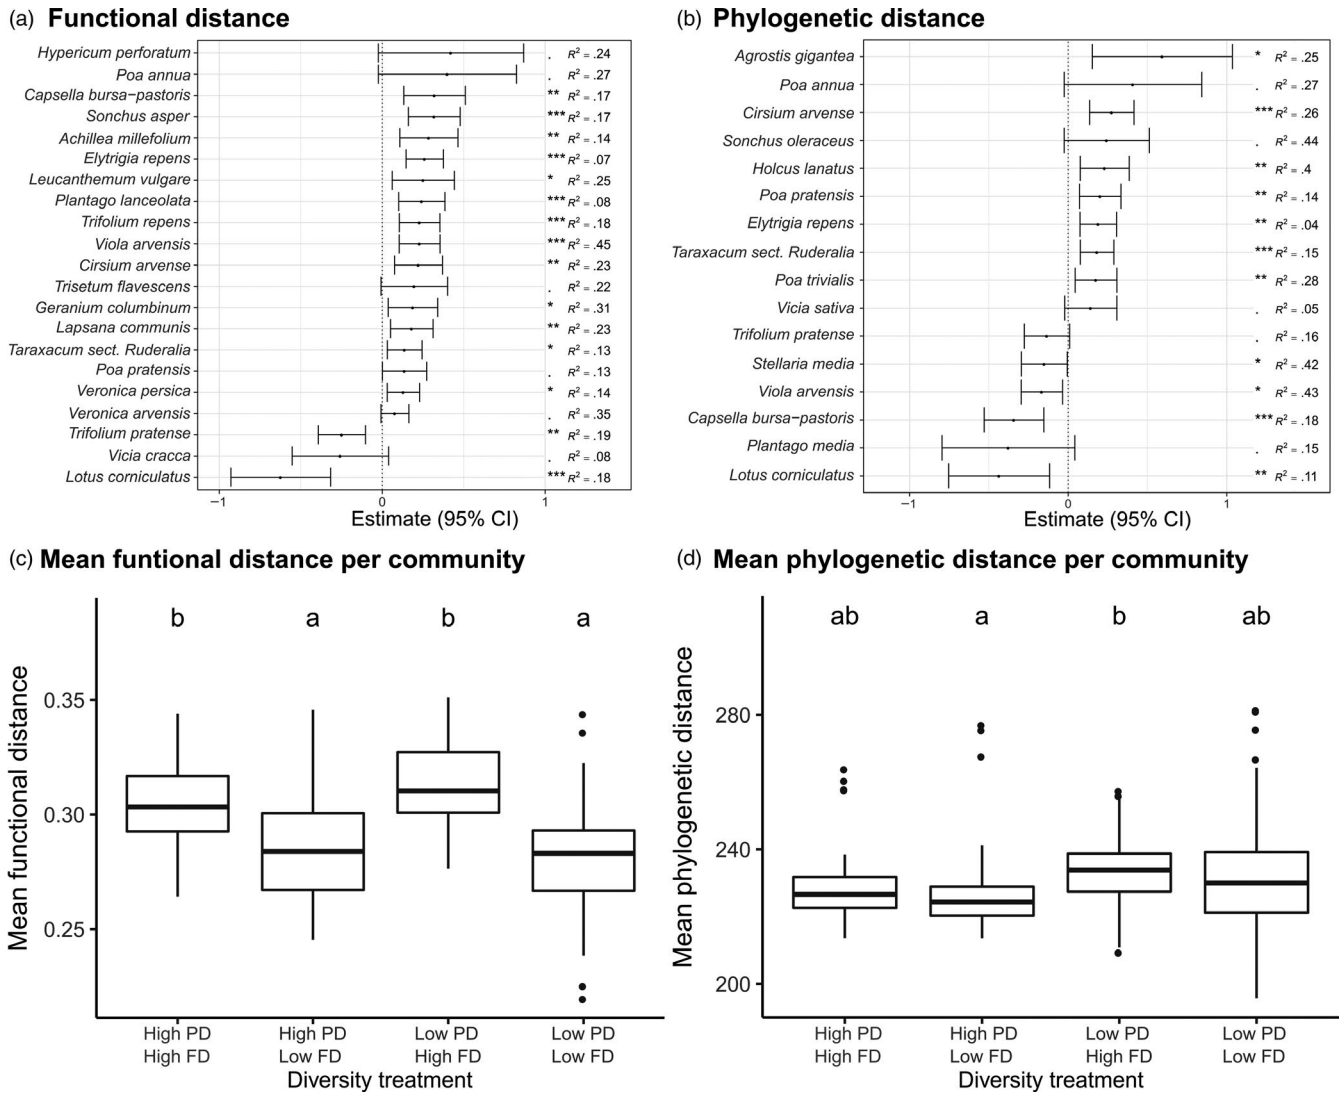 (a) Functional distance
Hypericum perforatum . R² = .24
Poa annua . R² = .27
Capsella bursa−pastoris ** R² = .17
Sonchus asper *** R² = .17
Achillea millefolium ** R² = .14
Elytrigia repens *** R² = .07
Leucanthemum vulgare * R² = .25
Plantago lanceolata *** R² = .08
Trifolium repens *** R² = .18
Viola arvensis *** R² = .45
Cirsium arvense ** R² = .23
Trisetum flavescens . R² = .22
Geranium columbinum * R² = .31
Lapsana communis ** R² = .23
Taraxacum sect. Ruderalia * R² = .13
Poa pratensis . R² = .13
Veronica persica * R² = .14
Veronica arvensis . R² = .35
Trifolium pratense ** R² = .19
Vicia cracca . R² = .08
Lotus corniculatus *** R² = .18
−1 0 1
Estimate (95% CI)
(b) Phylogenetic distance
Agrostis gigantea * R² = .25
Poa annua . R² = .27
Cirsium arvense *** R² = .26
Sonchus oleraceus . R² = .44
Holcus lanatus ** R² = .4
Poa pratensis ** R² = .14
Elytrigia repens ** R² = .04
Taraxacum sect. Ruderalia *** R² = .15
Poa trivialis ** R² = .28
Vicia sativa . R² = .05
Trifolium pratense . R² = .16
Stellaria media * R² = .42
Viola arvensis * R² = .43
Capsella bursa−pastoris *** R² = .18
Plantago media . R² = .15
Lotus corniculatus ** R² = .11
−1 0 1
Estimate (95% CI)
(c) Mean funtional distance per community
b a b a
Mean functional distance
0.35
0.30
0.25
High PD High PD Low PD Low PD
High FD Low FD High FD Low FD
Diversity treatment
(d) Mean phylogenetic distance per community
ab a b ab
Mean phylogenetic distance
280
240
200
High PD High PD Low PD Low PD
High FD Low FD High FD Low FD
Diversity treatment